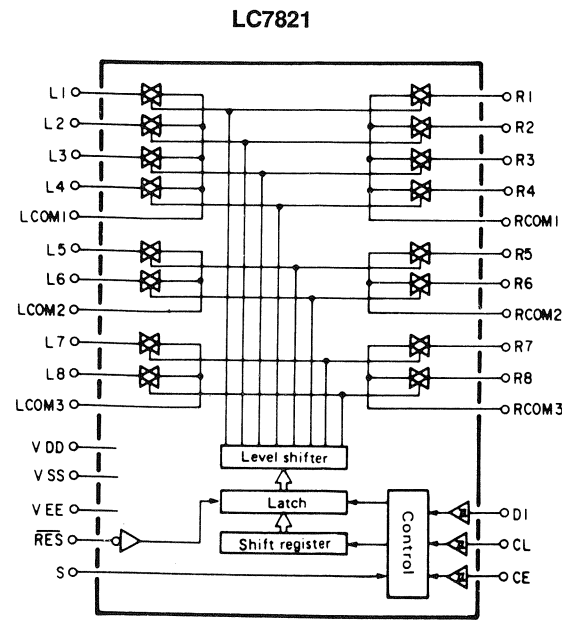 LC7821
L1
R1
L2
R2
L3
R3
L4
R4
LCOM1
RCOM1
L5
R5
L6
R6
LCOM2
RCOM2
L7
R7
L8
R8
LCOM3
RCOM3
VDD
Level shifter
VSS
Latch
VEE
DI
RES
Shift register
Control
CL
S
CE